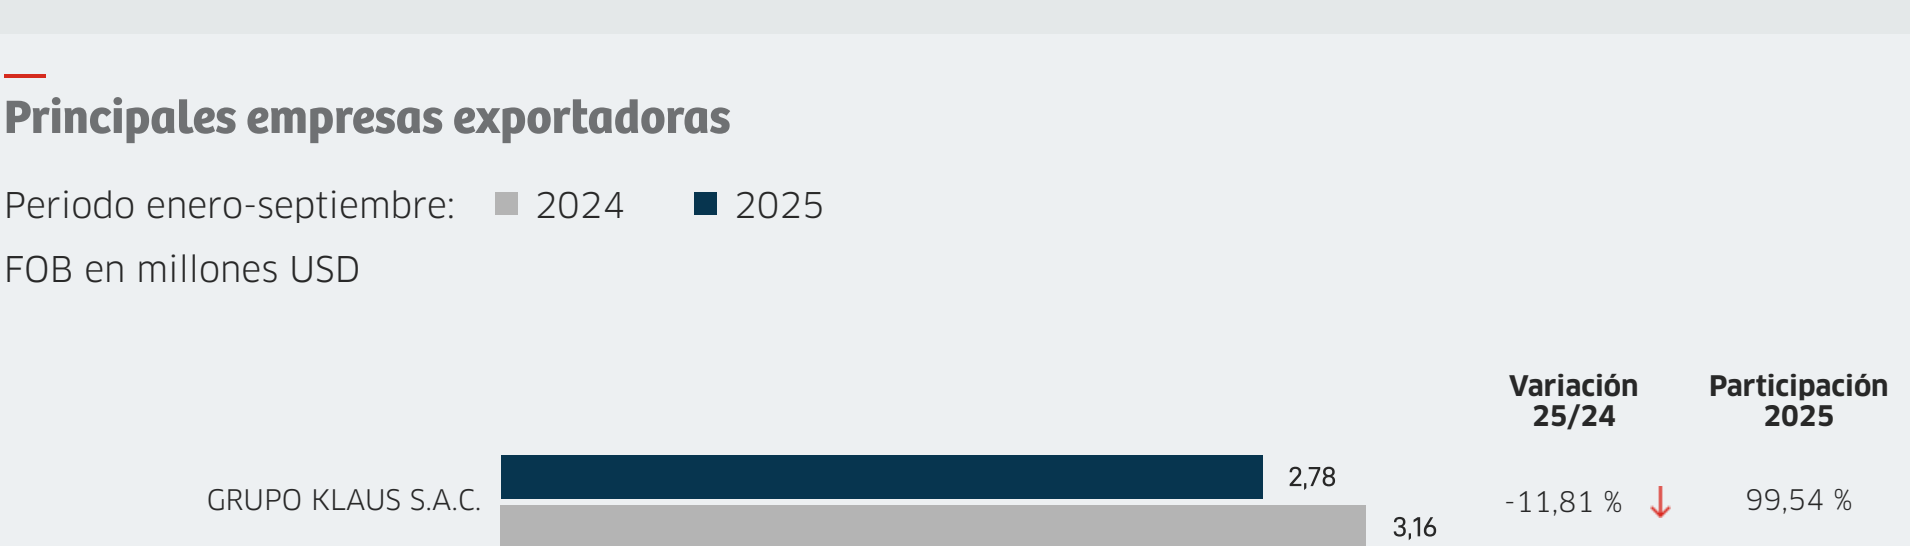 Principales empresas exportadoras
Periodo enero-septiembre: 2024 2025
FOB en millones USD
Variación Participación
25/24 2025
2,78
GRUPO KLAUS S.A.C. -11,81 % 99,54 %
3,16